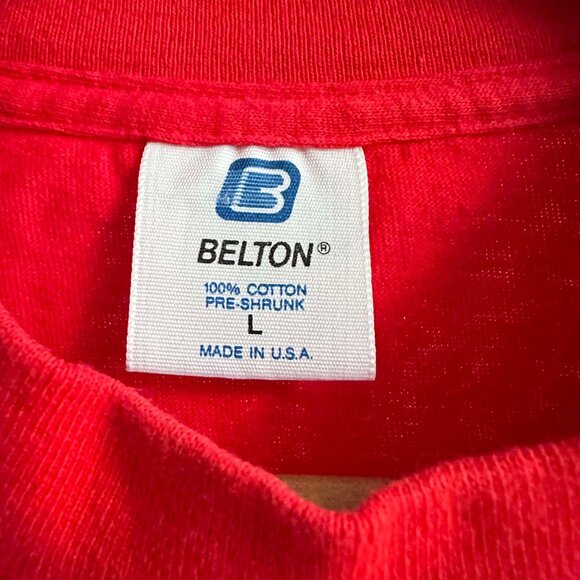 B
BELTON®
100% COTTON
PRE-SHRUNK
L
MADE IN U.S.A.